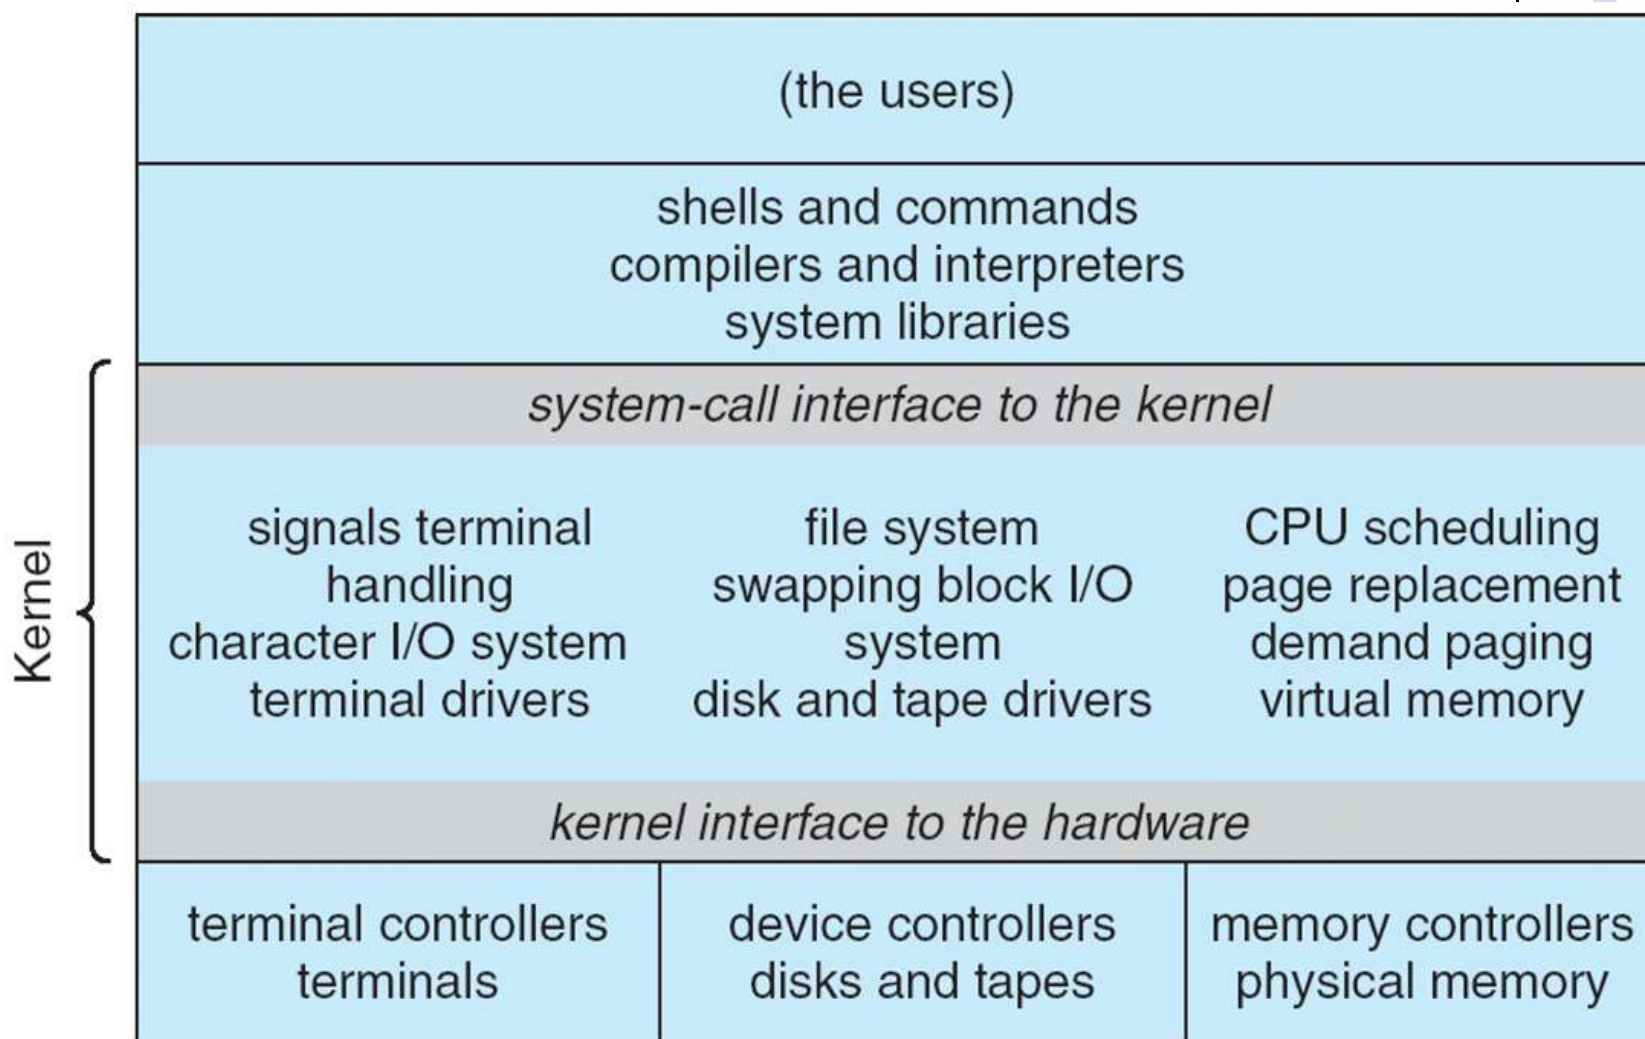 (the users)
shells and commands
compilers and interpreters
system libraries
system-call interface to the kernel
Kernel
signals terminal
handling
character I/O system
terminal drivers
file system
swapping block I/O
system
disk and tape drivers
CPU scheduling
page replacement
demand paging
virtual memory
kernel interface to the hardware
terminal controllers
terminals
device controllers
disks and tapes
memory controllers
physical memory